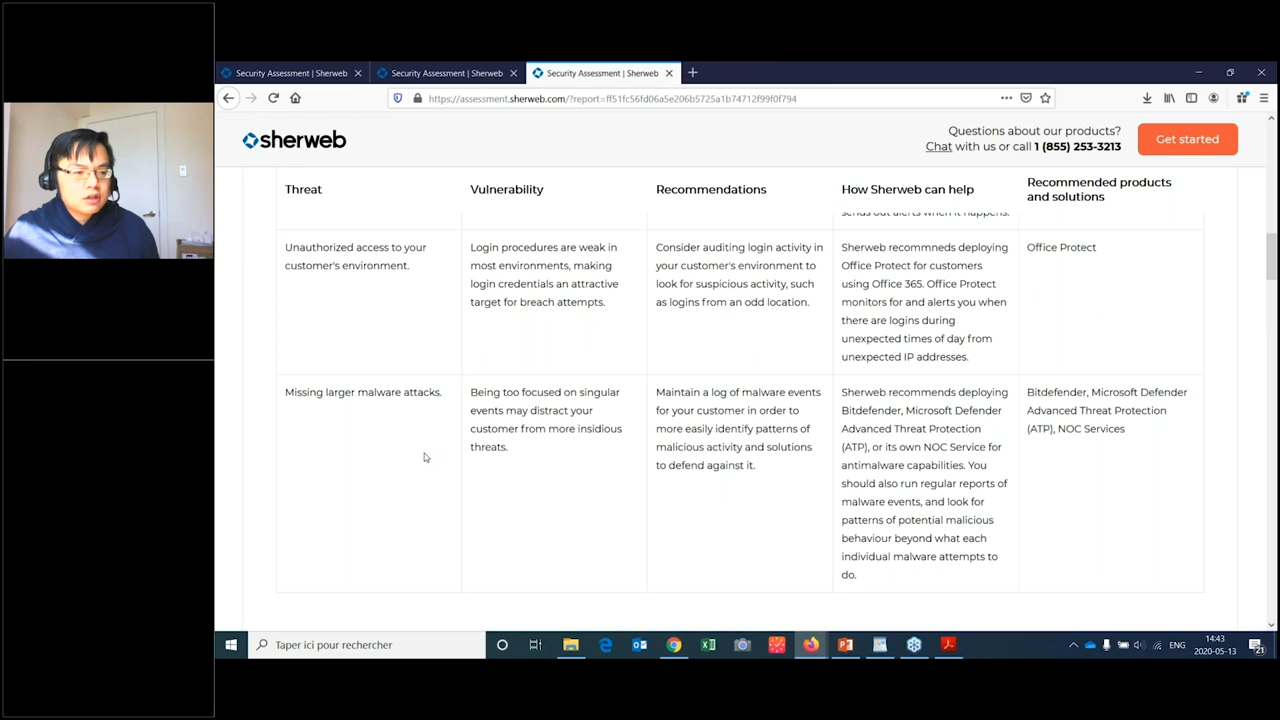 Security Assessment | Sherweb
Security Assessment | Sherweb
Security Assessment | Sherweb
https://assessment.sherweb.com/?report=ff51fc56fd06a5e206b5725a1b74712f99f0f794
sherweb
Questions about our products?
Chat with us or call 1 (855) 253-3213
Get started
Threat
Vulnerability
Recommendations
How Sherweb can help
Recommended products
and solutions
sends out alerts when it happens.
Unauthorized access to your
customer's environment.
Login procedures are weak in
most environments, making
login credentials an attractive
target for breach attempts.
Consider auditing login activity in
your customer's environment to
look for suspicious activity, such
as logins from an odd location.
Sherweb recommneds deploying
Office Protect for customers
using Office 365. Office Protect
monitors for and alerts you when
there are logins during
unexpected times of day from
unexpected IP addresses.
Office Protect
Missing larger malware attacks.
Being too focused on singular
events may distract your
customer from more insidious
threats.
Maintain a log of malware events
for your customer in order to
more easily identify patterns of
malicious activity and solutions
to defend against it.
Sherweb recommends deploying
Bitdefender, Microsoft Defender
Advanced Threat Protection
(ATP), or its own NOC Service for
antimalware capabilities. You
should also run regular reports of
malware events, and look for
patterns of potential malicious
behaviour beyond what each
individual malware attempts to
do.
Bitdefender, Microsoft Defender
Advanced Threat Protection
(ATP), NOC Services
Taper ici pour rechercher
ENG
14:43
2020-05-13
21